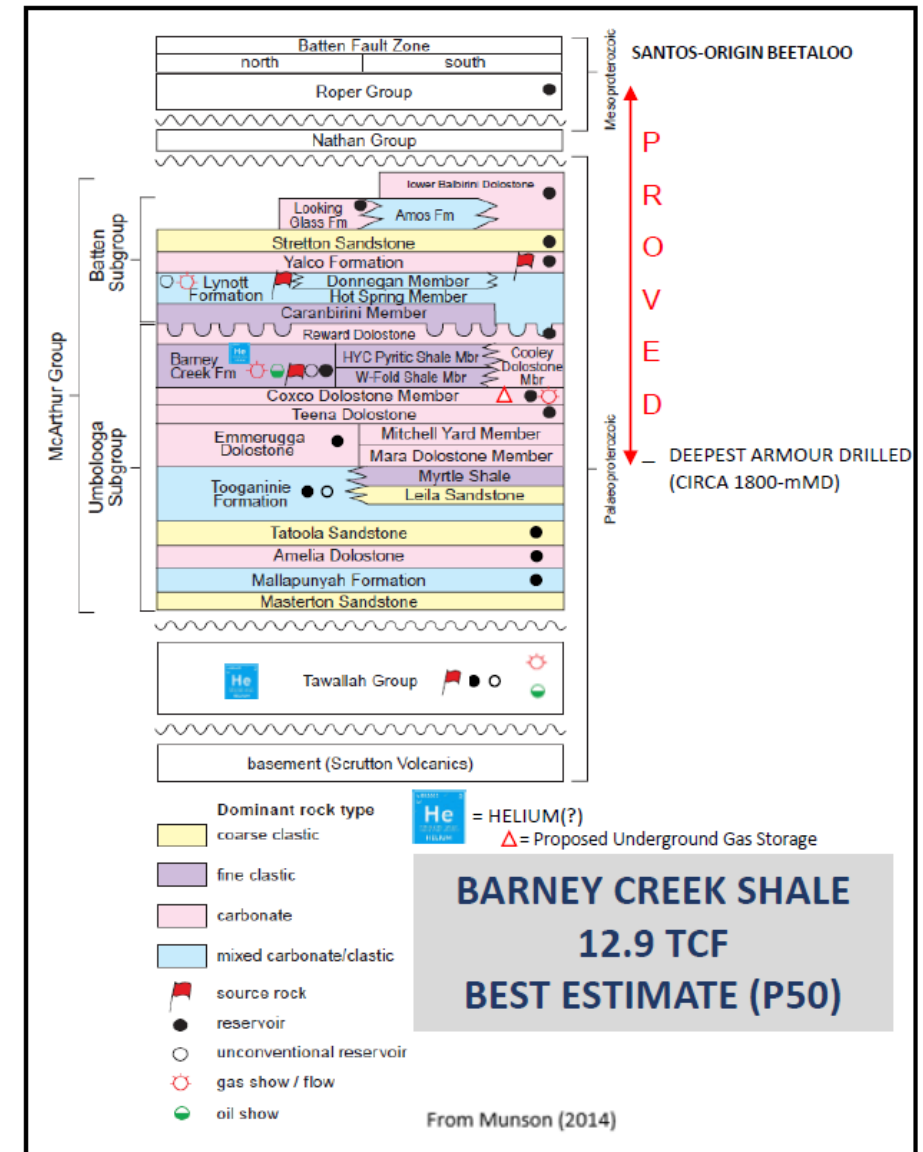 Batten Fault Zone
north south
SANTOS-ORIGIN BEETALOO
Mesoproterozoic
Roper Group
Nathan Group
lower Balbirini Dolostone
Looking
Glass Fm
Amos Fm
Stretton Sandstone
Yalco Formation
Lynott
Formation
Donnegan Member
Hot Spring Member
Caranbirini Member
Reward Dolostone
Barney
Creek Fm
He
HYC Pyritic Shale Mbr
W-Fold Shale Mbr
Cooley
Dolostone
Mbr
Coxco Dolostone Member
Teena Dolostone
Emmerugga
Dolostone
Mitchell Yard Member
Mara Dolostone Member
Tooganinie
Formation
Myrtle Shale
Leila Sandstone
Tatoola Sandstone
Amelia Dolostone
Mallapunyah Formation
Masterton Sandstone
McArthur Group
Batten
Subgroup
Umbolooga
Subgroup
Palaeoproterozoic
P
R
O
V
E
D
DEEPEST ARMOUR DRILLED
(CIRCA 1800-mMD)
He
HELIUM
Tawallah Group
basement (Scrutton Volcanics)
Dominant rock type
coarse clastic
fine clastic
carbonate
mixed carbonate/clastic
source rock
reservoir
unconventional reservoir
gas show / flow
oil show
He
HELIUM
= HELIUM(?)
= Proposed Underground Gas Storage
BARNEY CREEK SHALE
12.9 TCF
BEST ESTIMATE (P50)
From Munson (2014)